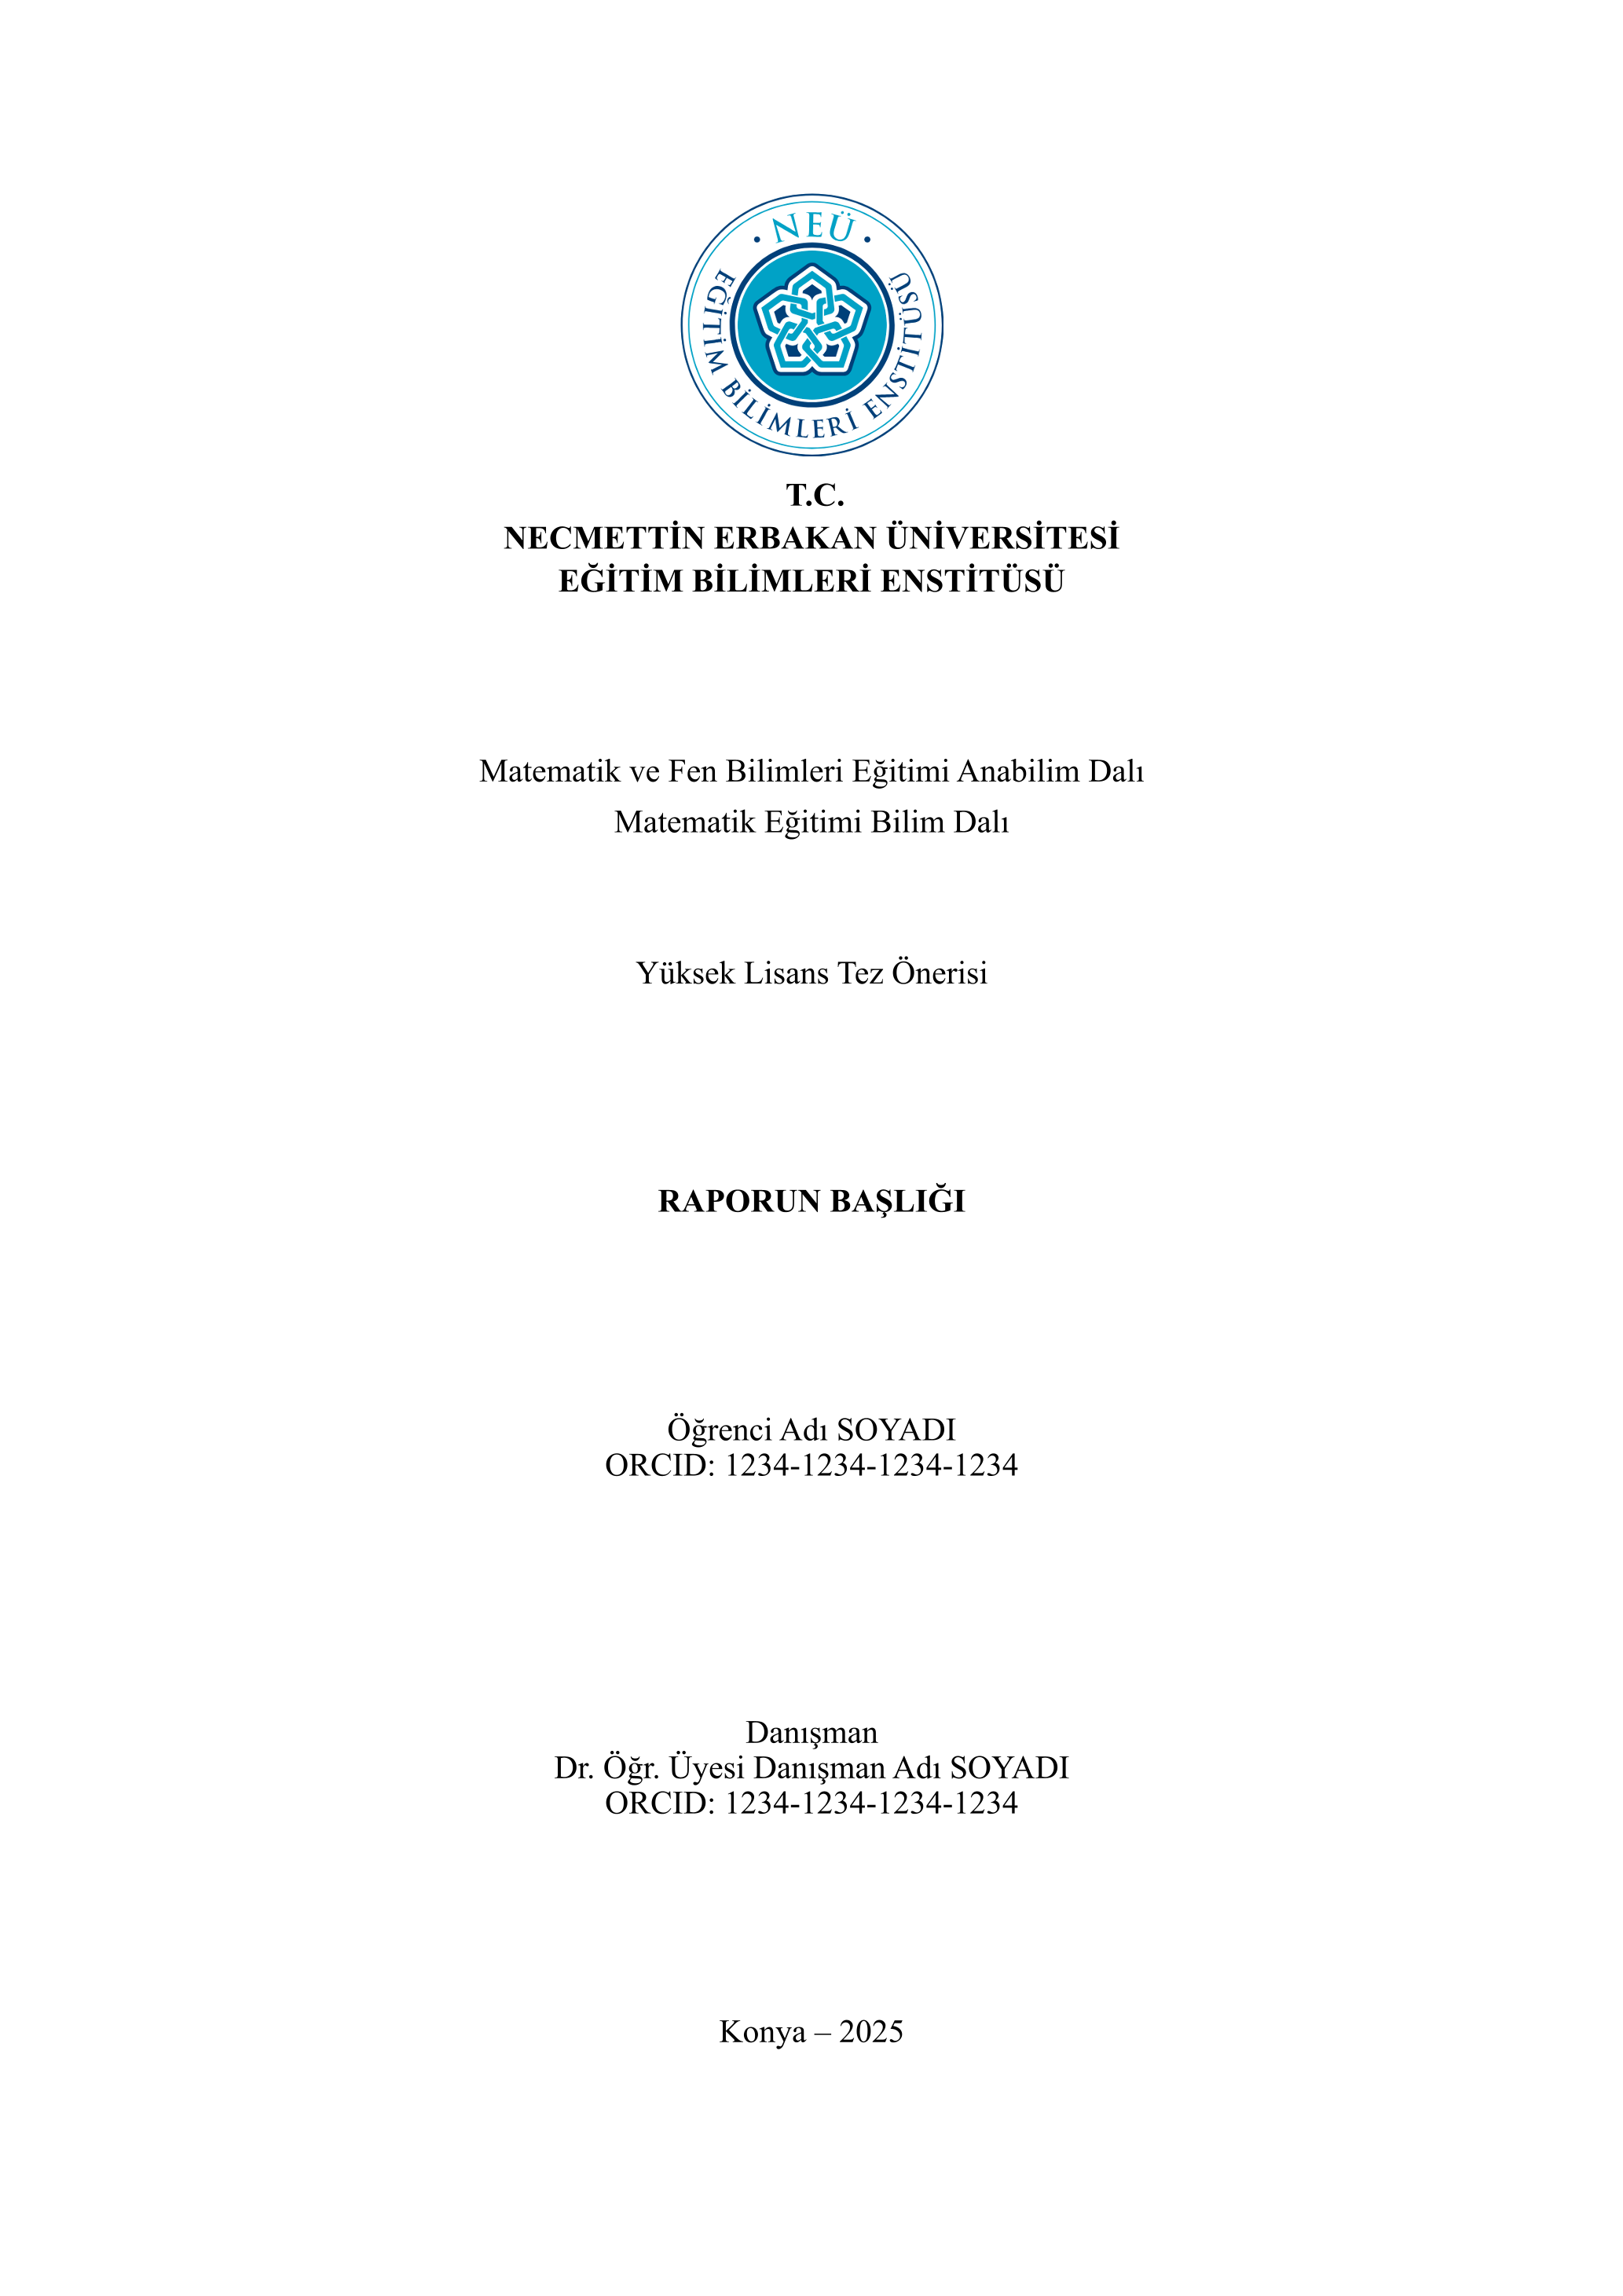 NEÜ
EĞİTİM BİLİMLERİ ENSTİTÜSÜ
T.C.
NECMETTİN ERBAKAN ÜNİVERSİTESİ
EĞİTİM BİLİMLERİ ENSTİTÜSÜ
Matematik ve Fen Bilimleri Eğitimi Anabilim Dalı
Matematik Eğitimi Bilim Dalı
Yüksek Lisans Tez Önerisi
RAPORUN BAŞLIĞI
Öğrenci Adı SOYADI
ORCID: 1234-1234-1234-1234
Danışman
Dr. Öğr. Üyesi Danışman Adı SOYADI
ORCID: 1234-1234-1234-1234
Konya – 2025